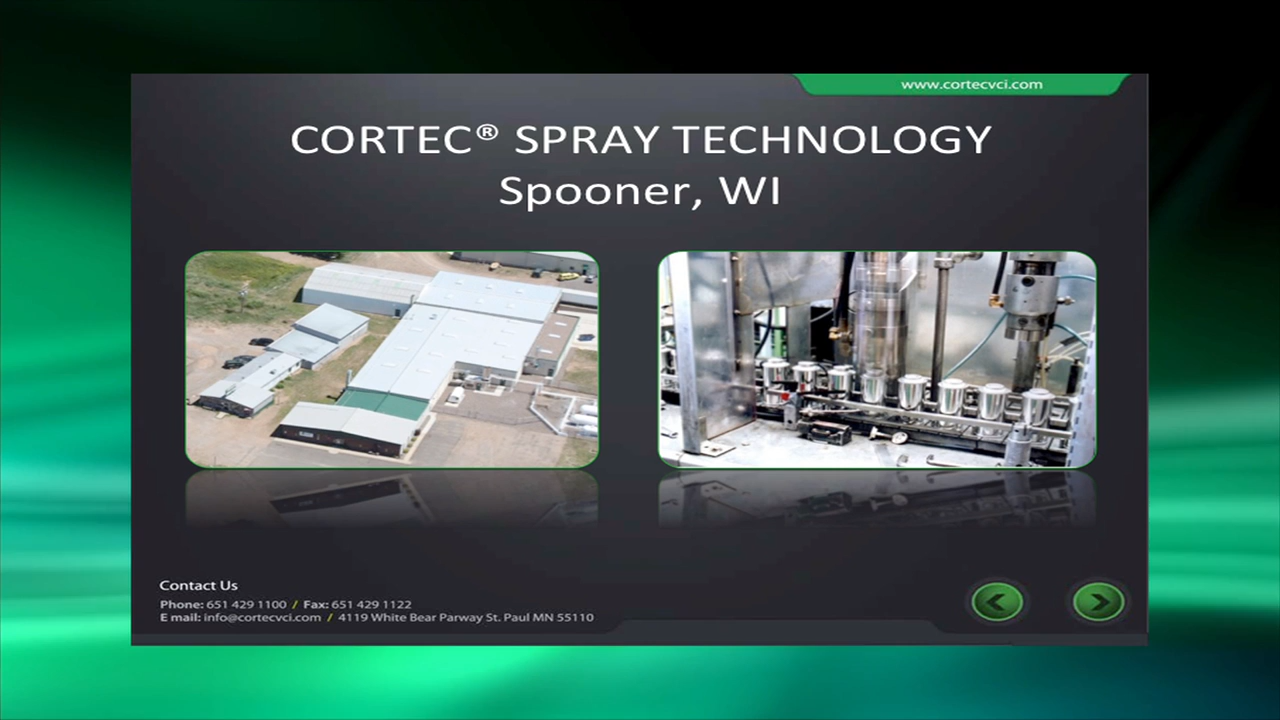 www.cortecvci.com
CORTEC® SPRAY TECHNOLOGY
Spooner, WI
Contact Us
Phone: 651 429 1100 / Fax: 651 429 1122
E mail: info@cortecvci.com / 4119 White Bear Parway St. Paul MN 55110